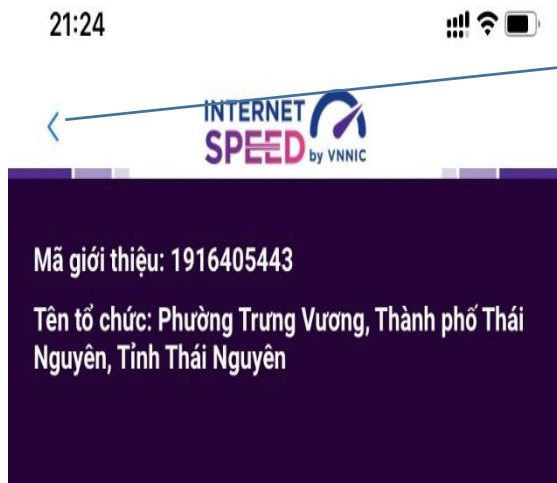 21:24
INTERNET
SPEED by VNNIC
Mã giới thiệu: 1916405443
Tên tổ chức: Phường Trưng Vương, Thành phố Thái
Nguyên, Tỉnh Thái Nguyên